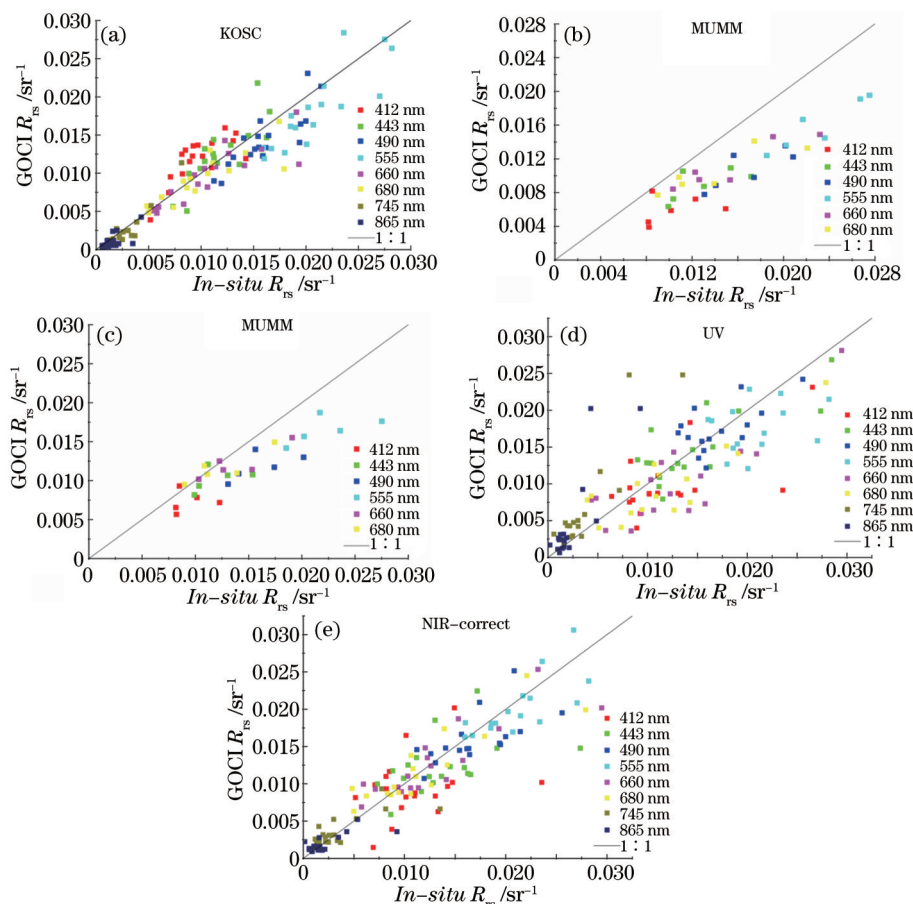 (a)
KOSC
0.030
0.025
0.020
0.015
0.010
0.005
0
GOCI Rrs /sr⁻¹
412 nm
443 nm
490 nm
555 nm
660 nm
680 nm
745 nm
865 nm
1∶1
0.005 0.010 0.015 0.020 0.025 0.030
In-situ Rrs /sr⁻¹
(b)
MUMM
0.028
0.024
0.020
0.016
0.012
0.008
0.004
0
GOCI Rrs /sr⁻¹
412 nm
443 nm
490 nm
555 nm
660 nm
680 nm
1∶1
0.004 0.012 0.020 0.028
In-situ Rrs /sr⁻¹
(c)
MUMM
0.030
0.025
0.020
0.015
0.010
0.005
0
GOCI Rrs /sr⁻¹
412 nm
443 nm
490 nm
555 nm
660 nm
680 nm
1∶1
0 0.005 0.010 0.015 0.020 0.025 0.030
In-situ Rrs /sr⁻¹
(d)
UV
0.030
0.025
0.020
0.015
0.010
0.005
0
GOCI Rrs /sr⁻¹
412 nm
443 nm
490 nm
555 nm
660 nm
680 nm
745 nm
865 nm
1∶1
0 0.010 0.020 0.030
In-situ Rrs /sr⁻¹
(e)
NIR-correct
0.030
0.025
0.020
0.015
0.010
0.005
0
GOCI Rrs /sr⁻¹
412 nm
443 nm
490 nm
555 nm
660 nm
680 nm
745 nm
865 nm
1∶1
0 0.010 0.020 0.030
In-situ Rrs /sr⁻¹